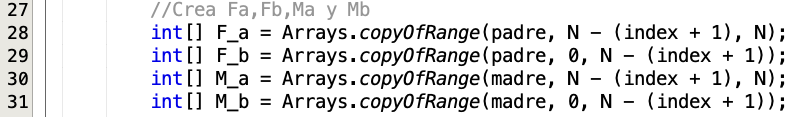 27 //Crea Fa,Fb,Ma y Mb
28 int[] F_a = Arrays.copyOfRange(padre, N - (index + 1), N);
29 int[] F_b = Arrays.copyOfRange(padre, 0, N - (index + 1));
30 int[] M_a = Arrays.copyOfRange(madre, N - (index + 1), N);
31 int[] M_b = Arrays.copyOfRange(madre, 0, N - (index + 1));